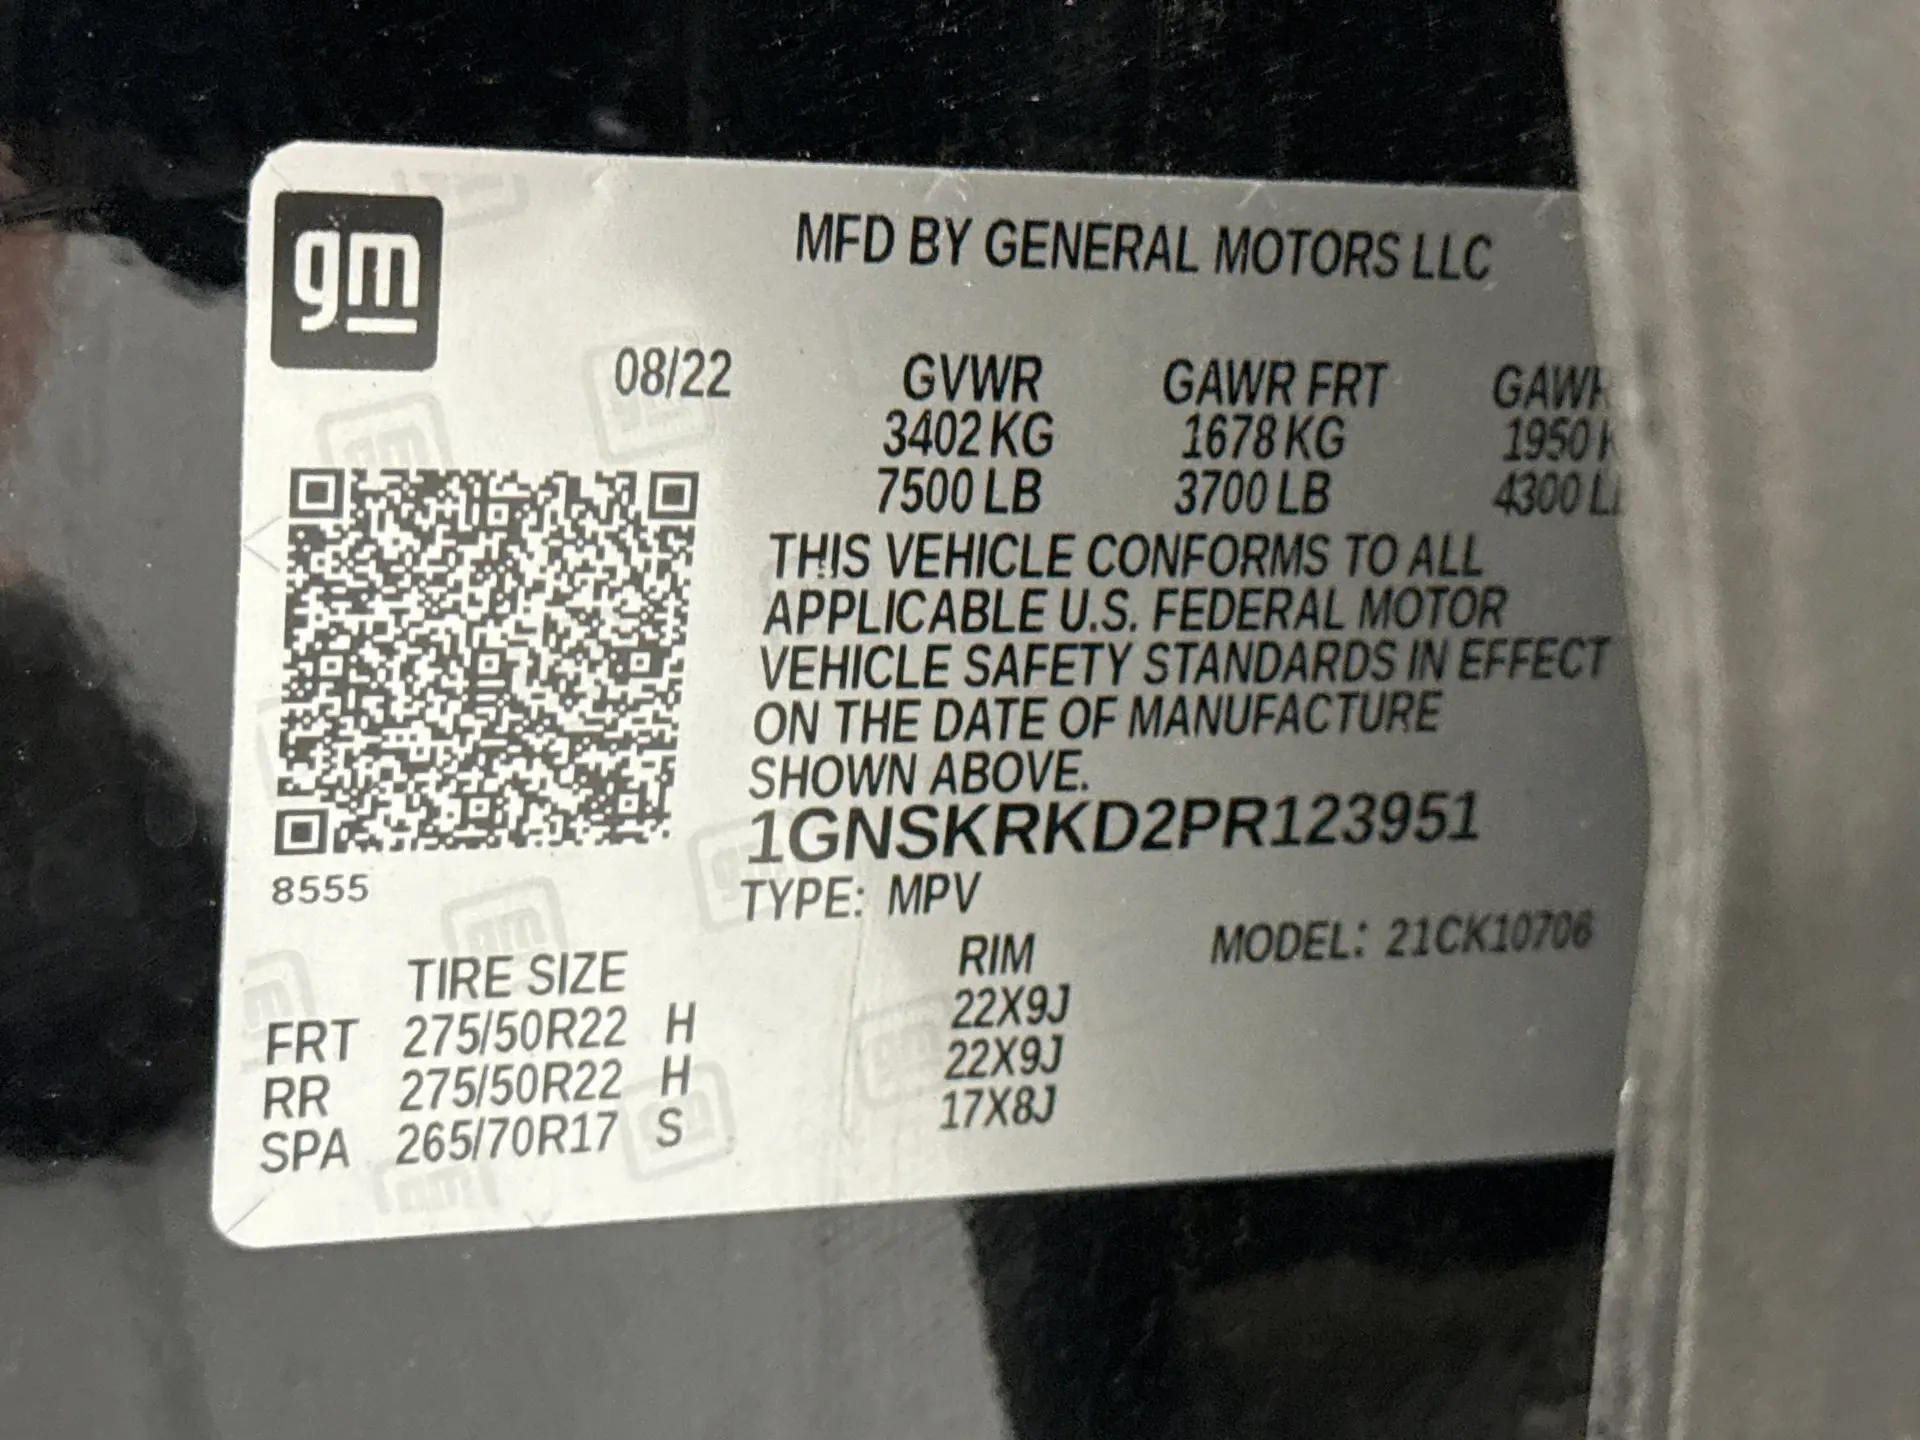 gm
MFD BY GENERAL MOTORS LLC
08/22 GVWR GAWR FRT
3402 KG 1678 KG 1950
7500 LB 3700 LB 4300
THIS VEHICLE CONFORMS TO ALL
APPLICABLE U.S. FEDERAL MOTOR
VEHICLE SAFETY STANDARDS IN EFFECT
ON THE DATE OF MANUFACTURE
SHOWN ABOVE.
1GNSKRKD2PR123951
8555
TYPE: MPV MODEL: 21CK10706
TIRE SIZE RIM
FRT 275/50R22 H 22X9J
RR 275/50R22 H 22X9J
SPA 265/70R17 S 17X8J